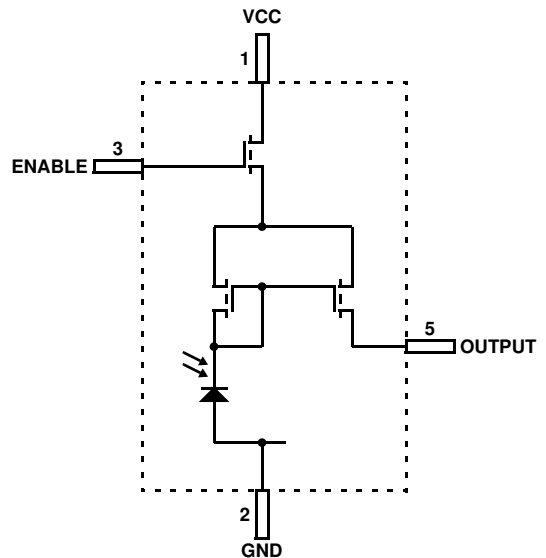 VCC
1
3
ENABLE
5
OUTPUT
2
GND